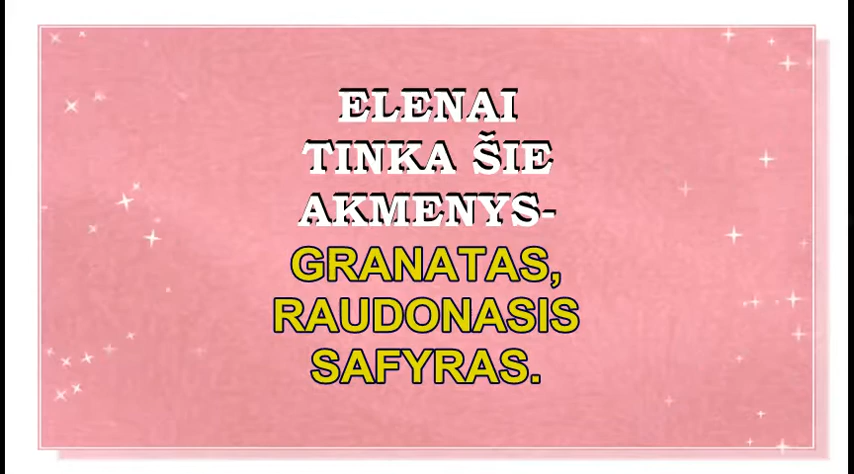 ELENAI
TINKA ŠIE
AKMENYS-
GRANATAS,
RAUDONASIS
SAFYRAS.